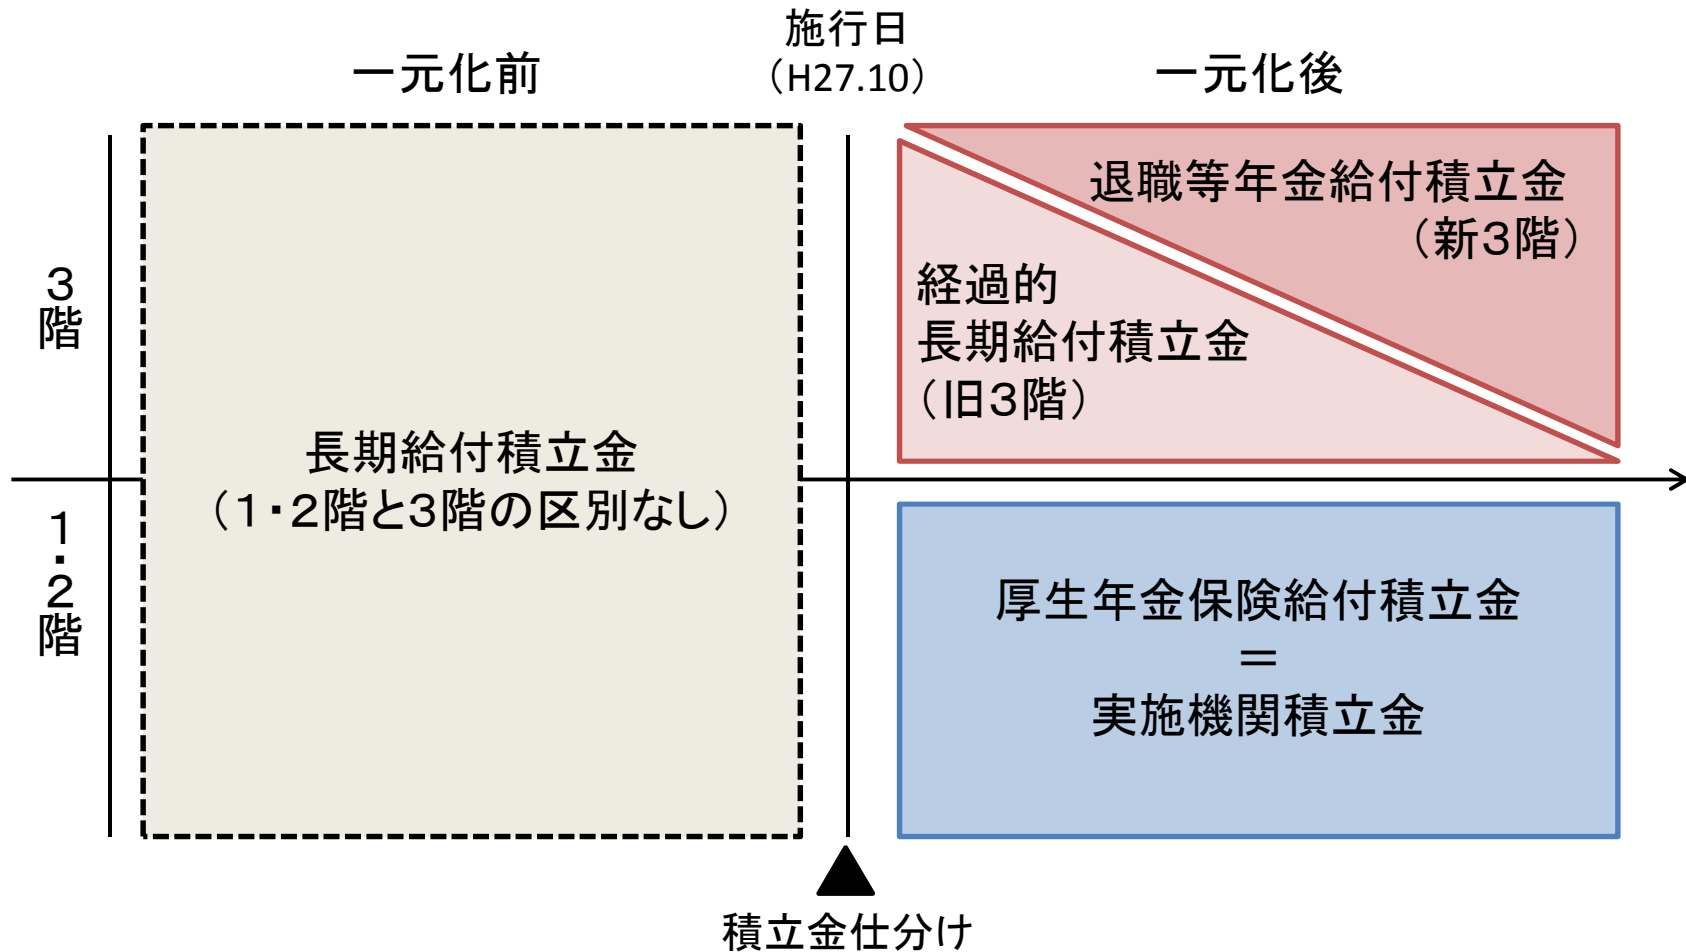 施行日
（H27.10）
一元化前
一元化後
3階
1・2階
長期給付積立金
（1・2階と3階の区別なし）
退職等年金給付積立金
（新3階）
経過的
長期給付積立金
（旧3階）
厚生年金保険給付積立金
＝
実施機関積立金
積立金仕分け